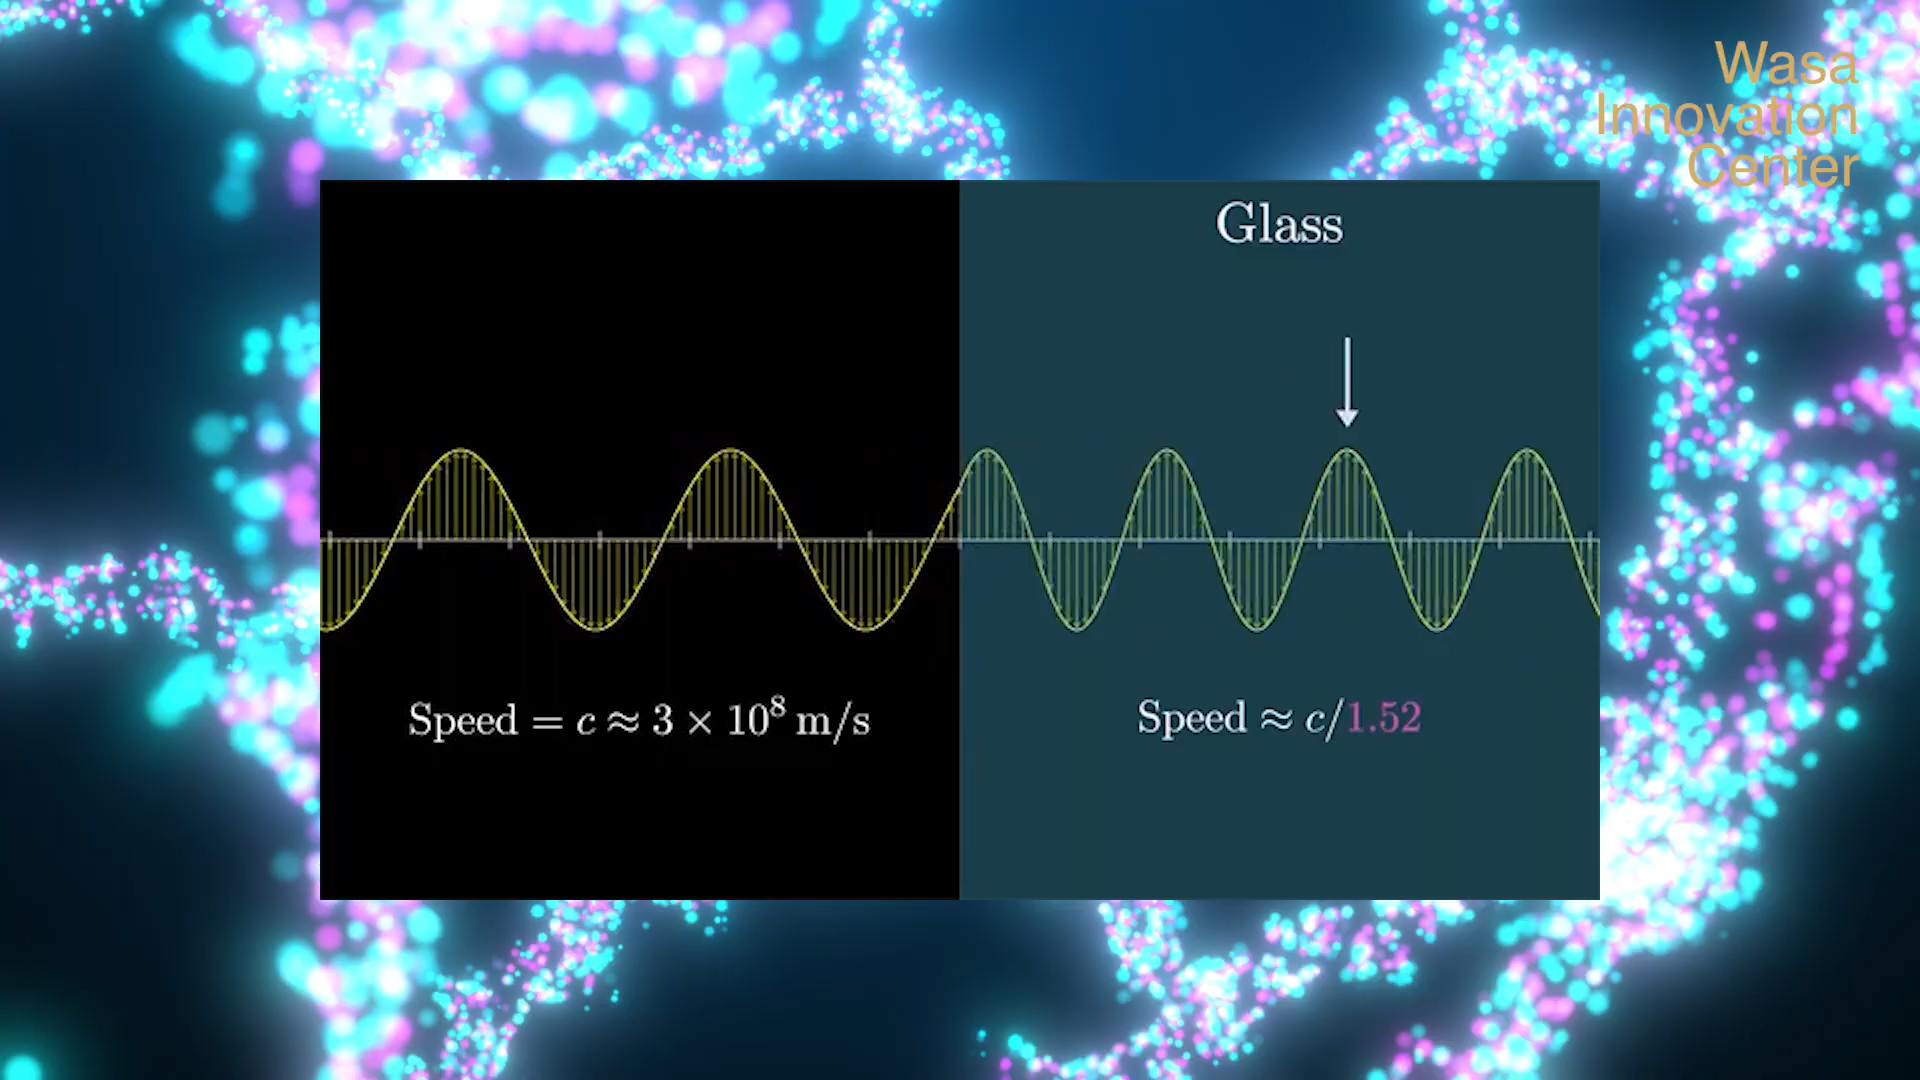 Wasa
Innovation
Center
Glass
Speed = c ≈ 3 × 10⁸ m/s
Speed ≈ c/1.52